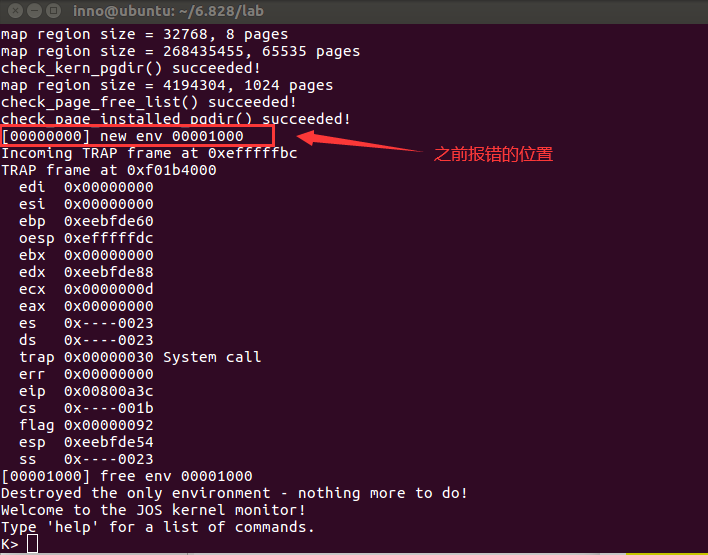 inno@ubuntu: ~/6.828/lab
map region size = 32768, 8 pages
map region size = 268435455, 65535 pages
check_kern_pgdir() succeeded!
map region size = 4194304, 1024 pages
check_page_free_list() succeeded!
check_page_installed_pgdir() succeeded!
[00000000] new env 00001000
Incoming TRAP frame at 0xefffffbc
之前报错的位置
TRAP frame at 0xf01b4000
edi 0x00000000
esi 0x00000000
ebp 0xeebfde60
oesp 0xefffffdc
ebx 0x00000000
edx 0xeebfde88
ecx 0x0000000d
eax 0x00000000
es 0x----0023
ds 0x----0023
trap 0x00000030 System call
err 0x00000000
eip 0x00800a3c
cs 0x----001b
flag 0x00000092
esp 0xeebfde54
ss 0x----0023
[00001000] free env 00001000
Destroyed the only environment - nothing more to do!
Welcome to the JOS kernel monitor!
Type 'help' for a list of commands.
K>